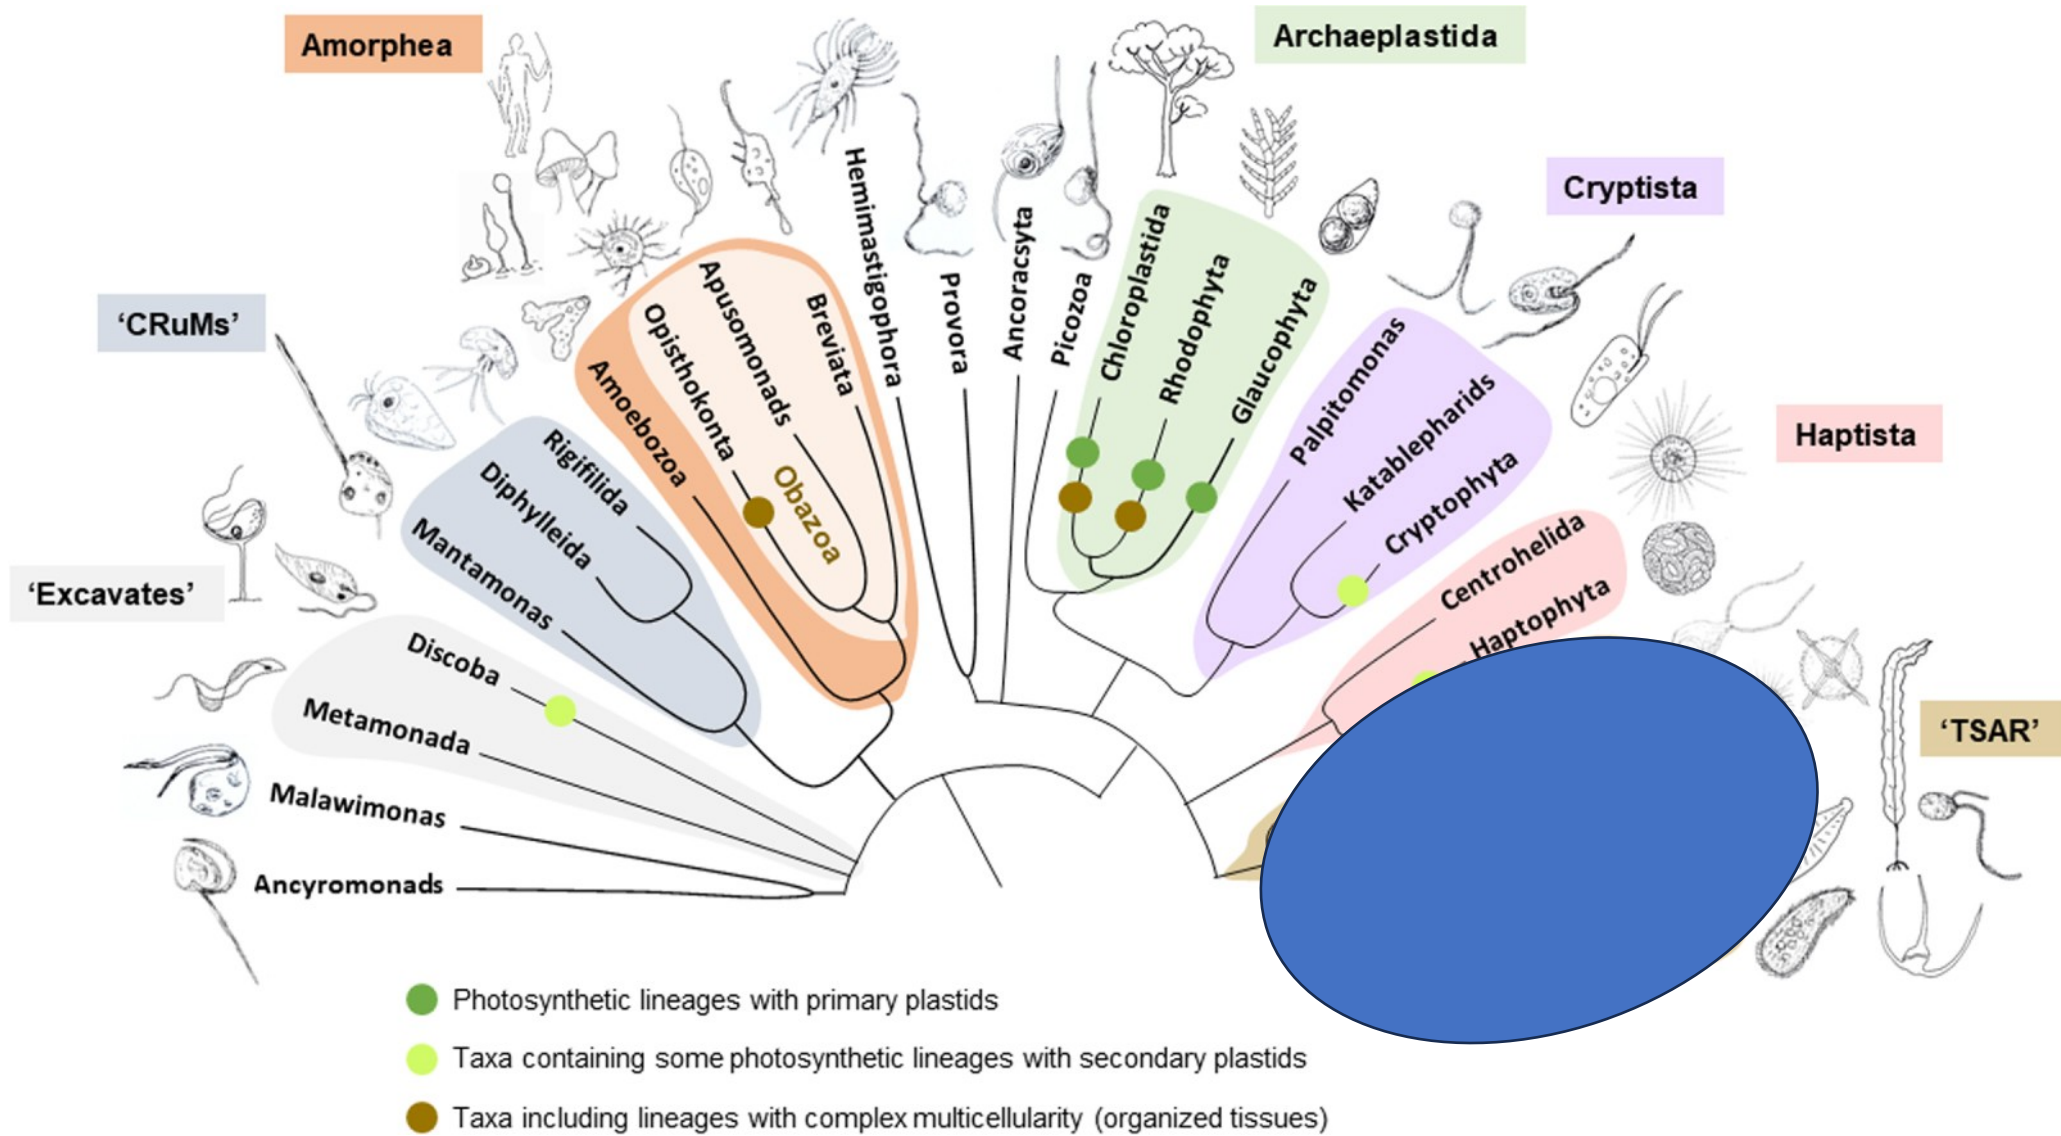 Amorphea
Archaeplastida
Cryptista
‘CRuMs’
Haptista
‘Excavates’
‘TSAR’
Ancyromonads
Malawimonas
Metamonada
Discoba
Mantamonas
Diphylleida
Rigifilida
Amoebozoa
Opisthokonta
Obazoa
Apusomonads
Breviata
Hemimastigophora
Provora
Ancoracsyta
Picozoa
Chloroplastida
Rhodophyta
Glaucophyta
Palpitomonas
Katablepharids
Cryptophyta
Centrohelida
Haptophyta
Photosynthetic lineages with primary plastids
Taxa containing some photosynthetic lineages with secondary plastids
Taxa including lineages with complex multicellularity (organized tissues)